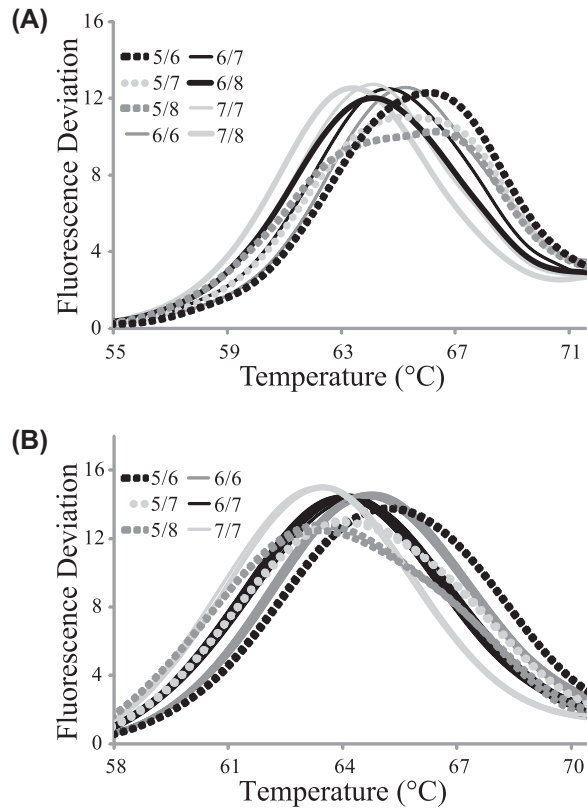 (A)
16
12
8
4
0
Fluorescence Deviation
5/6 6/7
5/7 6/8
5/8 7/7
6/6 7/8
55 59 63 67 71
Temperature (°C)
(B)
16
12
8
4
0
Fluorescence Deviation
5/6 6/6
5/7 6/7
5/8 7/7
58 61 64 67 70
Temperature (°C)